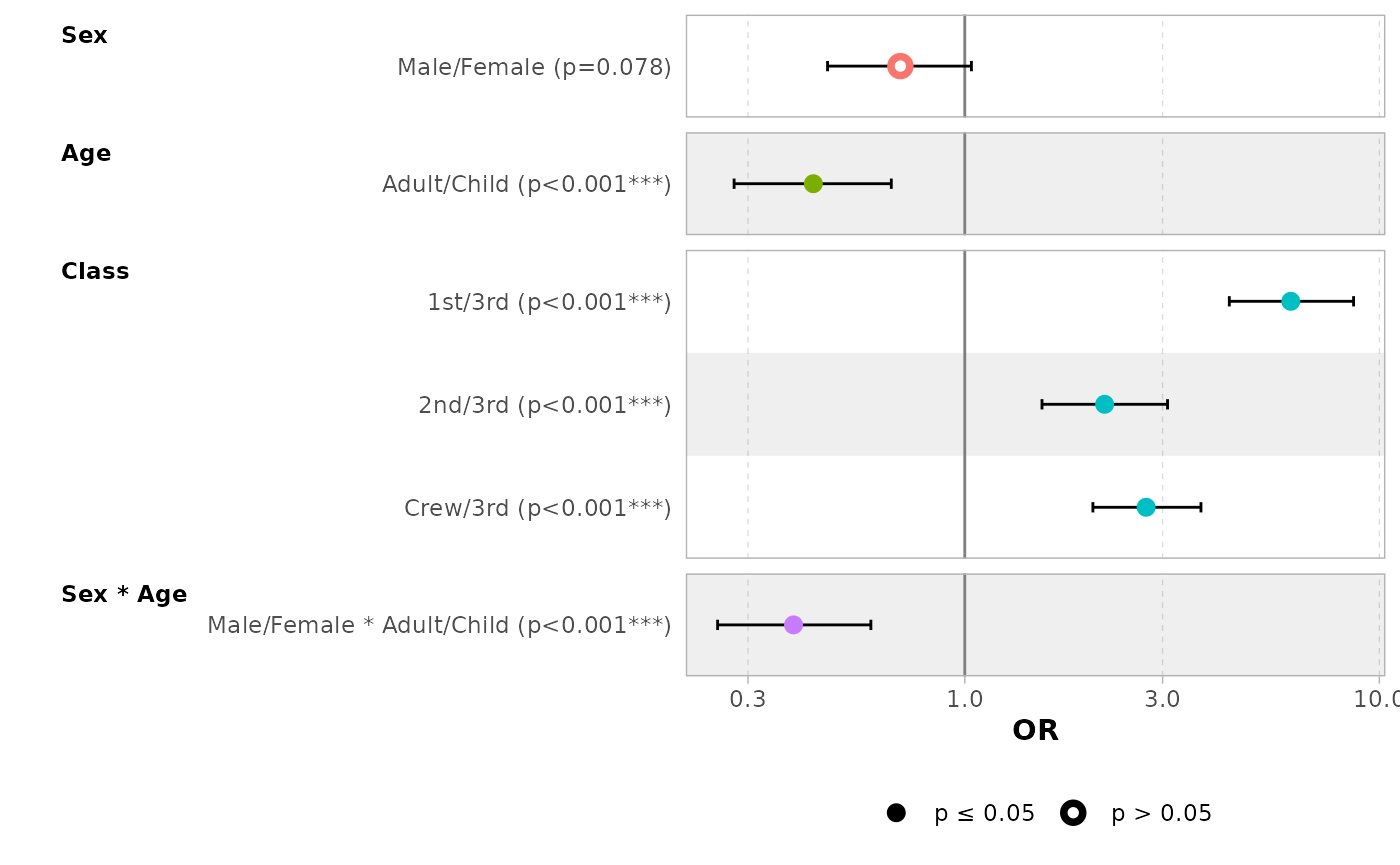 Sex
Male/Female (p=0.078)
Age
Adult/Child (p<0.001***)
Class
1st/3rd (p<0.001***)
2nd/3rd (p<0.001***)
Crew/3rd (p<0.001***)
Sex * Age
Male/Female * Adult/Child (p<0.001***)
0.3 1.0 3.0 10.0
OR
p ≤ 0.05 p > 0.05